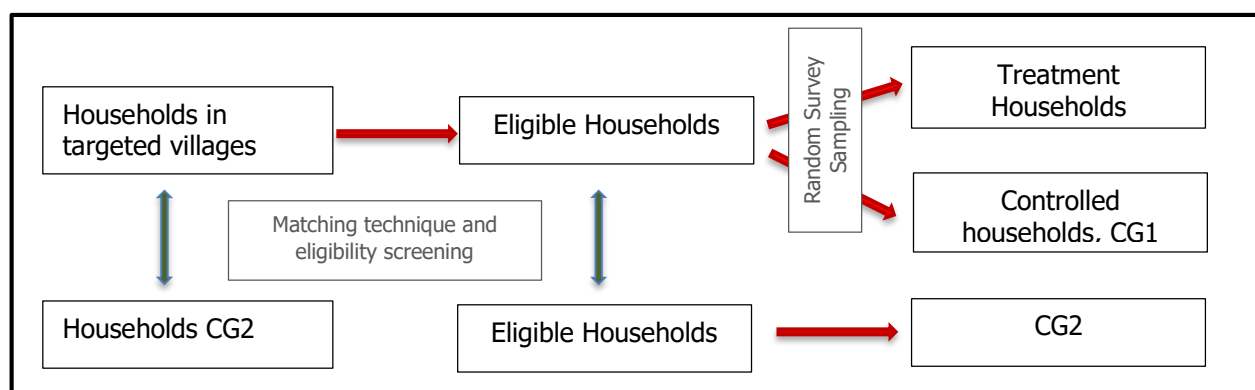 Households in
targeted villages
Eligible Households
Random Survey
Sampling
Treatment
Households
Controlled
households. CG1
Matching technique and
eligibility screening
Households CG2
Eligible Households
CG2